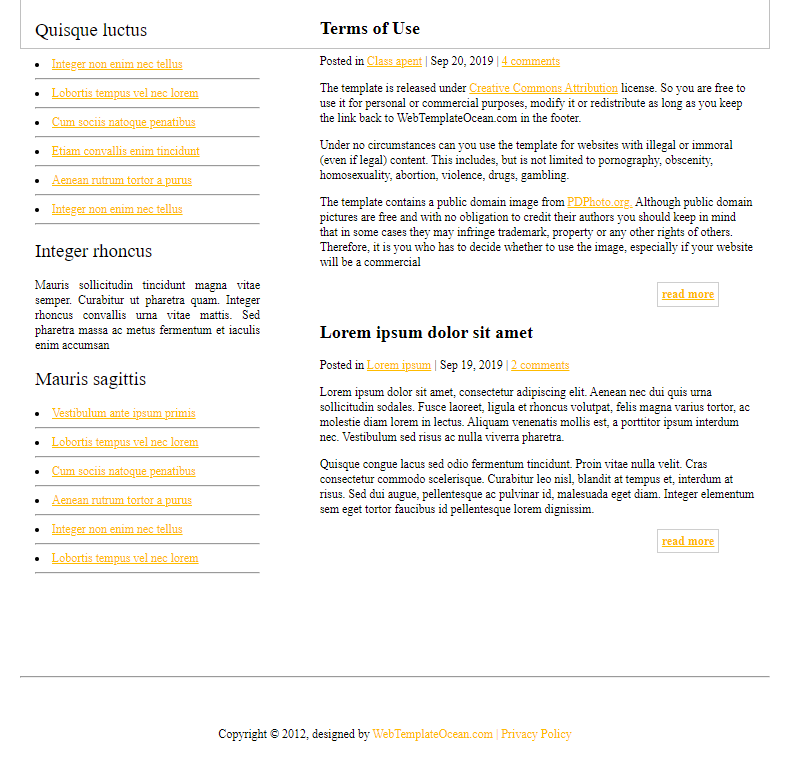 Quisque luctus
Integer non enim nec tellus
Lobortis tempus vel nec lorem
Cum sociis natoque penatibus
Etiam convallis enim tincidunt
Aenean rutrum tortor a purus
Integer non enim nec tellus
Integer rhoncus
Mauris sollicitudin tincidunt magna vitae
semper. Curabitur ut pharetra quam. Integer
rhoncus convallis urna vitae mattis. Sed
pharetra massa ac metus fermentum et iaculis
enim accumsan
Mauris sagittis
Vestibulum ante ipsum primis
Lobortis tempus vel nec lorem
Cum sociis natoque penatibus
Aenean rutrum tortor a purus
Integer non enim nec tellus
Lobortis tempus vel nec lorem
Terms of Use
Posted in Class apent | Sep 20, 2019 | 4 comments
The template is released under Creative Commons Attribution license. So you are free to
use it for personal or commercial purposes, modify it or redistribute as long as you keep
the link back to WebTemplateOcean.com in the footer.
Under no circumstances can you use the template for websites with illegal or immoral
(even if legal) content. This includes, but is not limited to pornography, obscenity,
homosexuality, abortion, violence, drugs, gambling.
The template contains a public domain image from PDPhoto.org. Although public domain
pictures are free and with no obligation to credit their authors you should keep in mind
that in some cases they may infringe trademark, property or any other rights of others.
Therefore, it is you who has to decide whether to use the image, especially if your website
will be a commercial
read more
Lorem ipsum dolor sit amet
Posted in Lorem ipsum | Sep 19, 2019 | 2 comments
Lorem ipsum dolor sit amet, consectetur adipiscing elit. Aenean nec dui quis urna
sollicitudin sodales. Fusce laoreet, ligula et rhoncus volutpat, felis magna varius tortor, ac
molestie diam lorem in lectus. Aliquam venenatis mollis est, a porttitor ipsum interdum
nec. Vestibulum sed risus ac nulla viverra pharetra.
Quisque congue lacus sed odio fermentum tincidunt. Proin vitae nulla velit. Cras
consectetur commodo scelerisque. Curabitur leo nisl, blandit at tempus et, interdum at
risus. Sed dui augue, pellentesque ac pulvinar id, malesuada eget diam. Integer elementum
sem eget tortor faucibus id pellentesque lorem dignissim.
read more
Copyright © 2012, designed by WebTemplateOcean.com | Privacy Policy